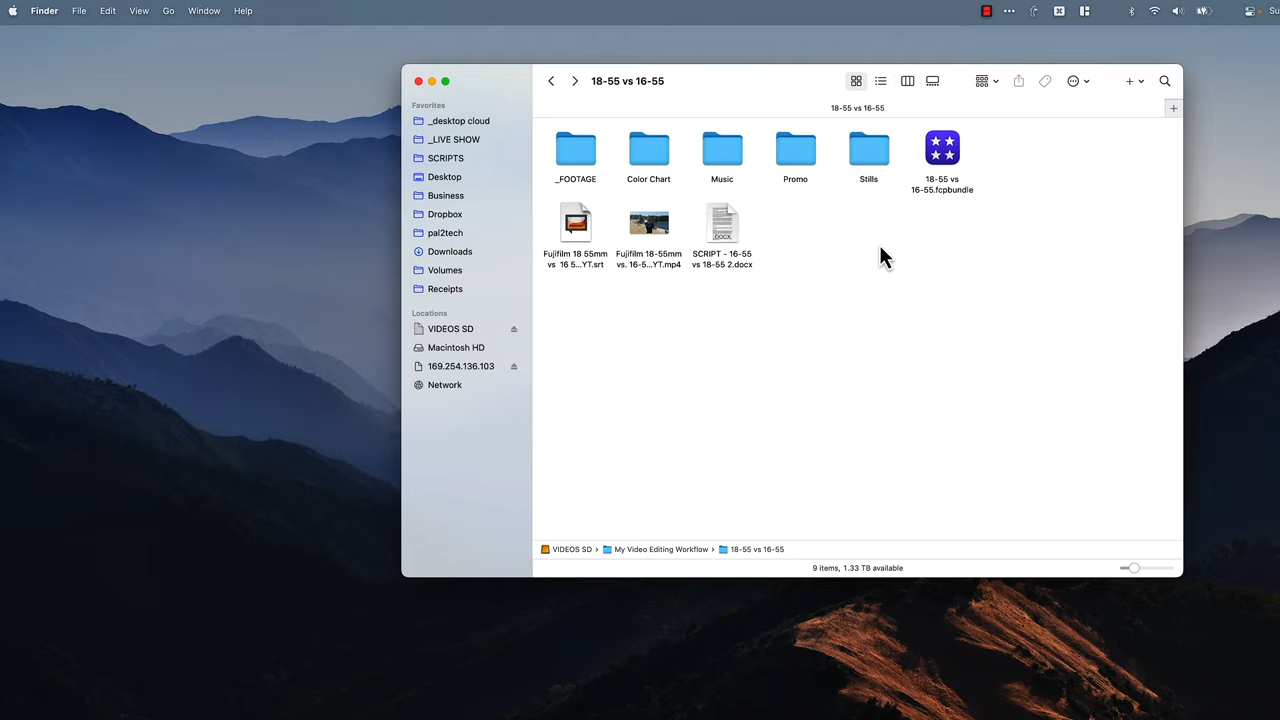 Finder File Edit View Go Window Help
18-55 vs 16-55
18-55 vs 16-55
Favorites
_desktop cloud
_LIVE SHOW
SCRIPTS
Desktop
Business
Dropbox
pal2tech
Downloads
Volumes
Receipts
Locations
VIDEOS SD
Macintosh HD
169.254.136.103
Network
_FOOTAGE
Color Chart
Music
Promo
Stills
18-55 vs
16-55.fcpbundle
Fujifilm 18 55mm
vs 16 5...YT.srt
Fujifilm 18-55mm
vs. 16-5...YT.mp4
DOCX
SCRIPT - 16-55
vs 18-55 2.docx
VIDEOS SD › My Video Editing Workflow › 18-55 vs 16-55
9 items, 1.33 TB available